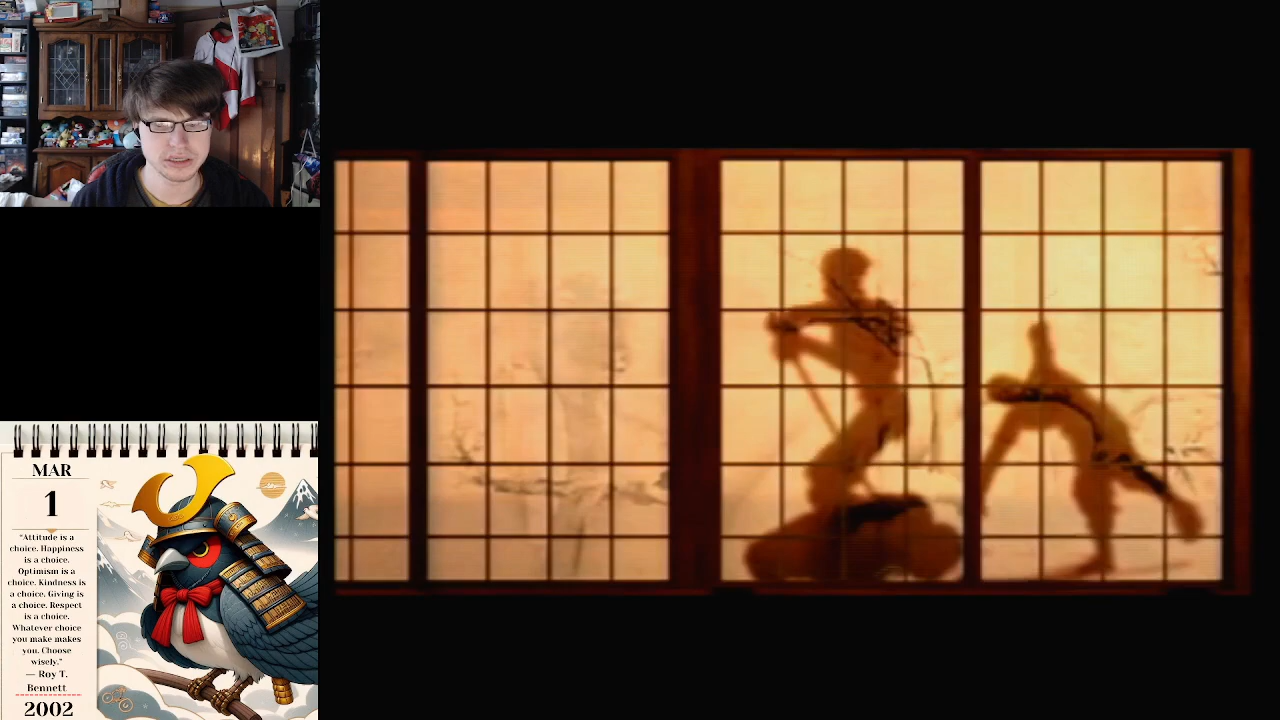 MAR
1
"Attitude is a
choice. Happiness
is a choice.
Optimism is a
choice. Kindness is
a choice. Giving is
a choice. Respect
is a choice.
Whatever choice
you make makes
you. Choose
wisely."
— Roy T.
Bennett
2002